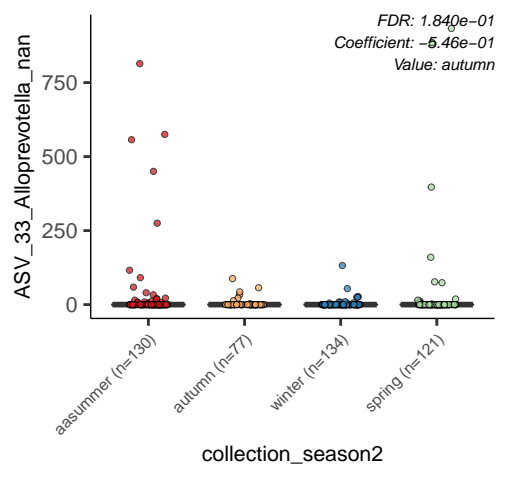 FDR: 1.840e−01
Coefficient: −5.46e−01
Value: autumn
ASV_33_Alloprevotella_nan
750
500
250
0
aasummer (n=130)
autumn (n=77)
winter (n=134)
spring (n=121)
collection_season2